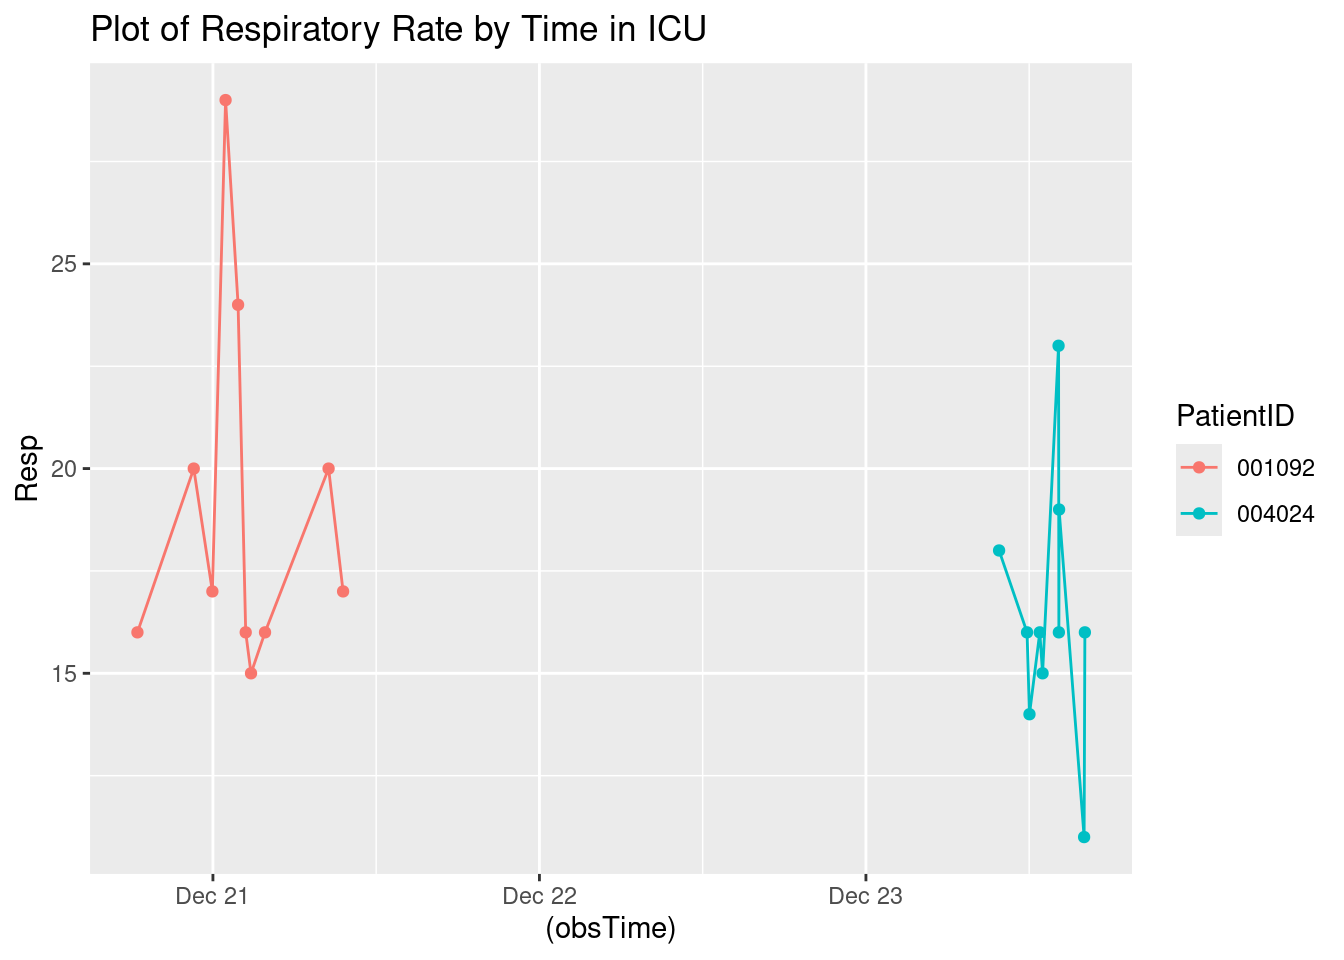 Plot of Respiratory Rate by Time in ICU
25
20
15
Resp
Dec 21
Dec 22
Dec 23
(obsTime)
PatientID
001092
004024